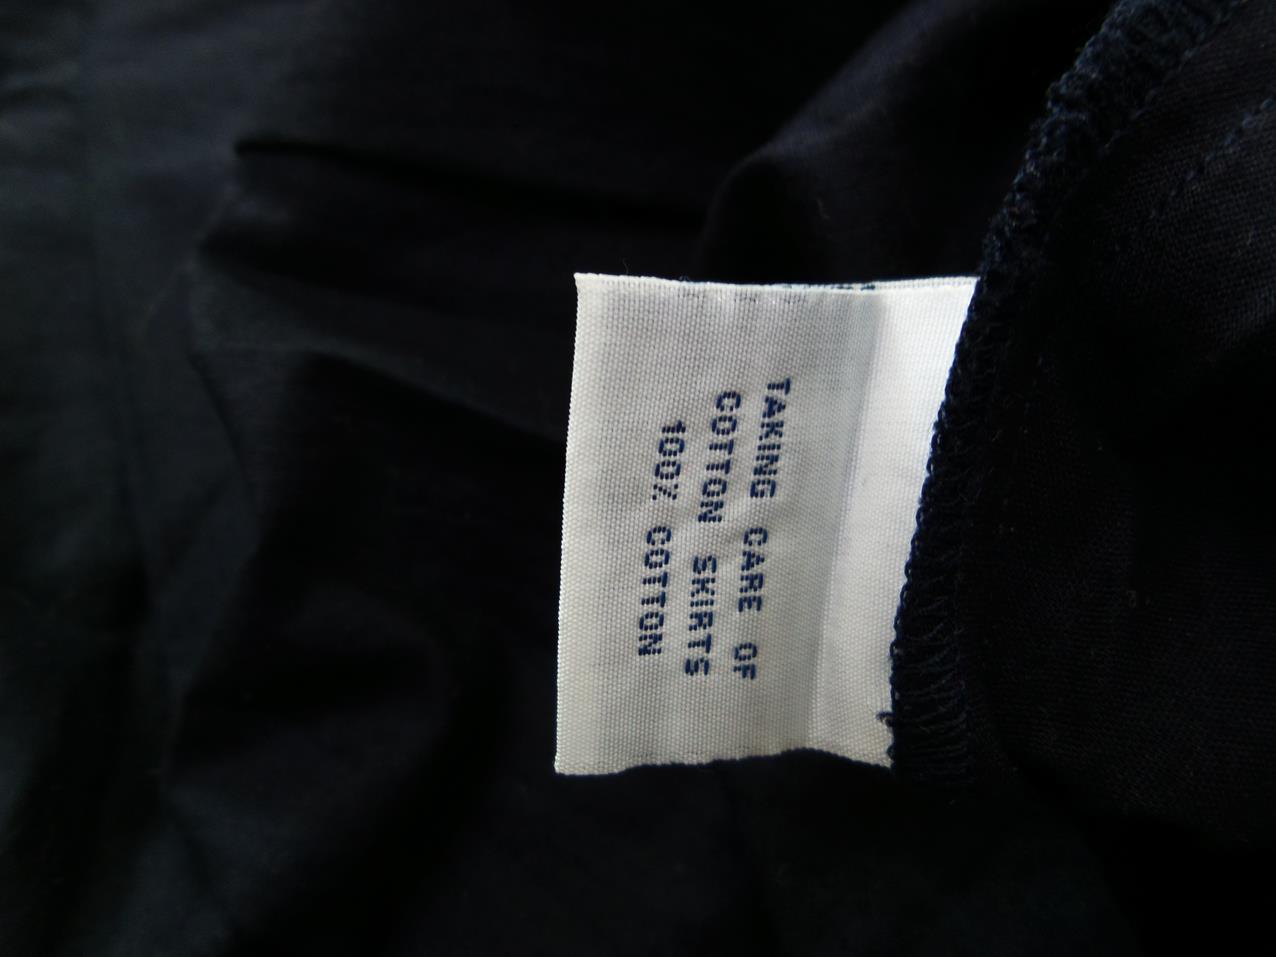 TAKING CARE OF
COTTON SKIRTS
100% COTTON